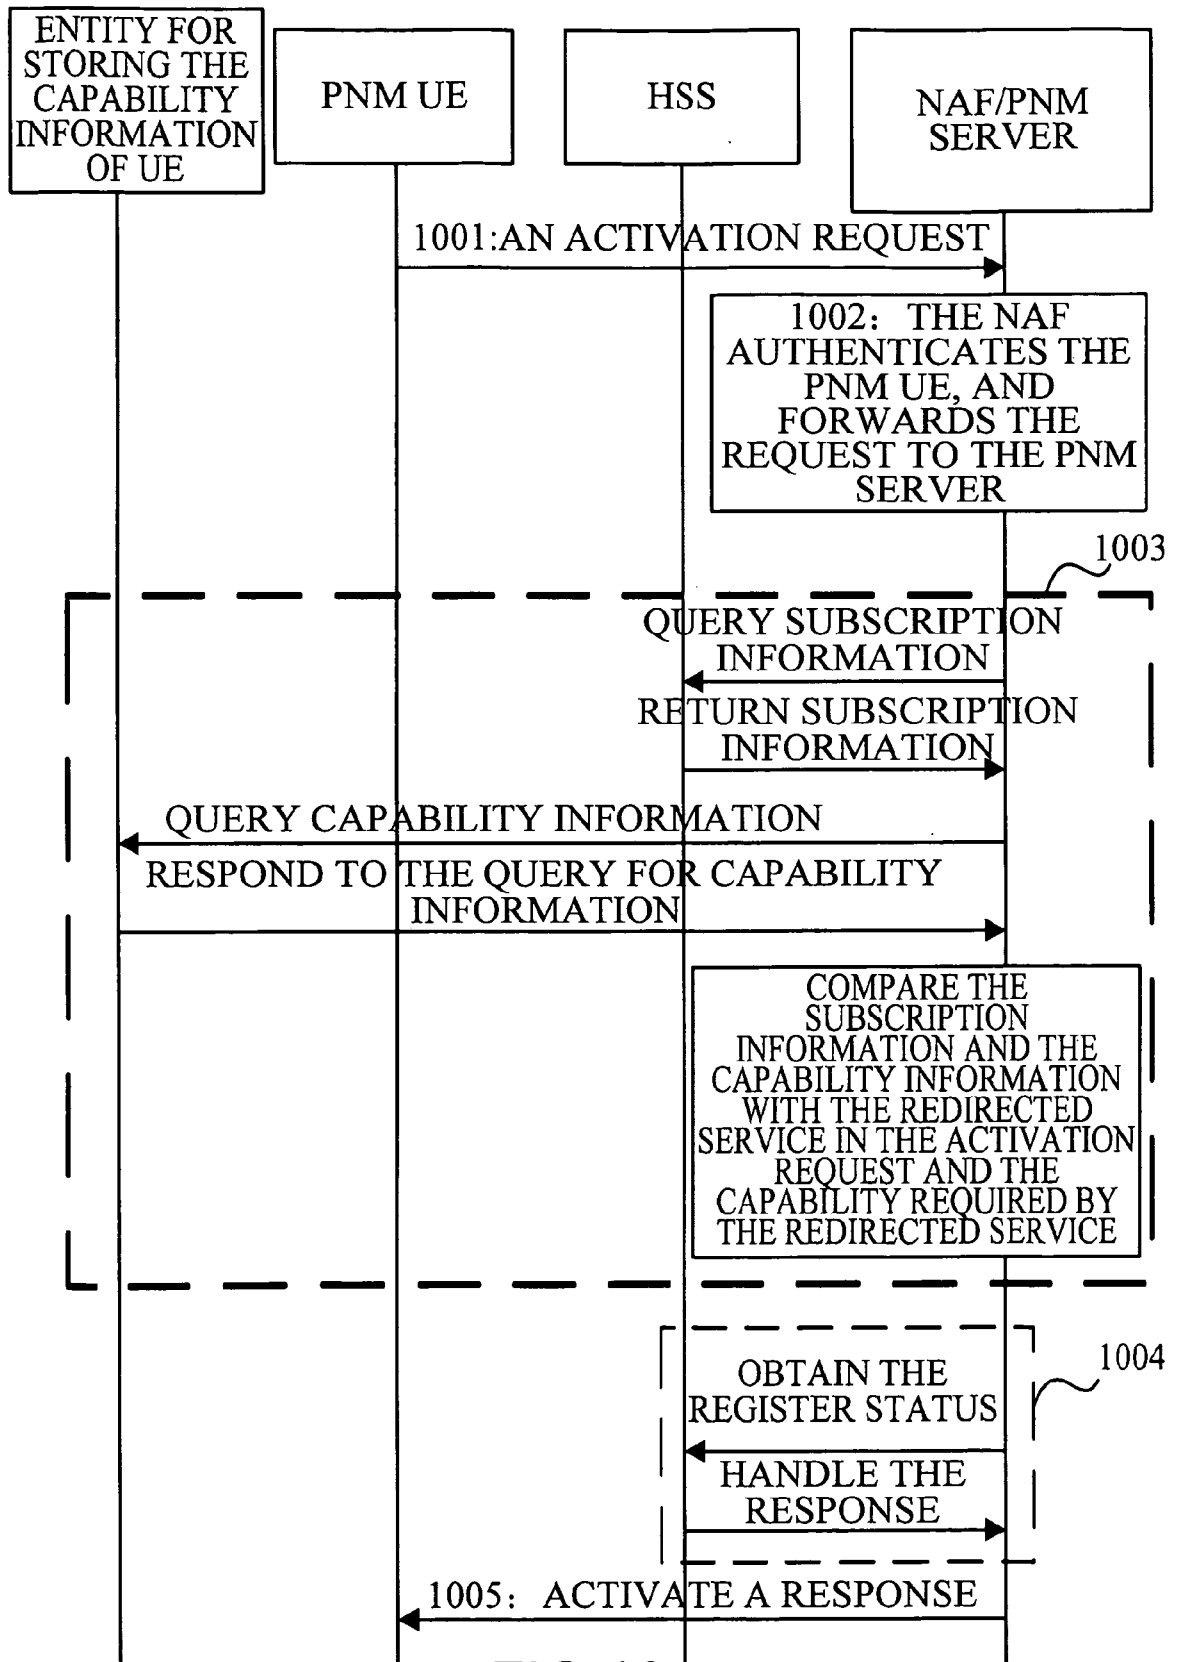 ENTITY FOR
STORING THE
CAPABILITY
INFORMATION
OF UE
PNM UE
HSS
NAF/PNM
SERVER
1001:AN ACTIVATION REQUEST
1002: THE NAF
AUTHENTICATES THE
PNM UE, AND
FORWARDS THE
REQUEST TO THE PNM
SERVER
1003
QUERY SUBSCRIPTION
INFORMATION
RETURN SUBSCRIPTION
INFORMATION
QUERY CAPABILITY INFORMATION
RESPOND TO THE QUERY FOR CAPABILITY
INFORMATION
COMPARE THE
SUBSCRIPTION
INFORMATION AND THE
CAPABILITY INFORMATION
WITH THE REDIRECTED
SERVICE IN THE ACTIVATION
REQUEST AND THE
CAPABILITY REQUIRED BY
THE REDIRECTED SERVICE
1004
OBTAIN THE
REGISTER STATUS
HANDLE THE
RESPONSE
1005: ACTIVATE A RESPONSE